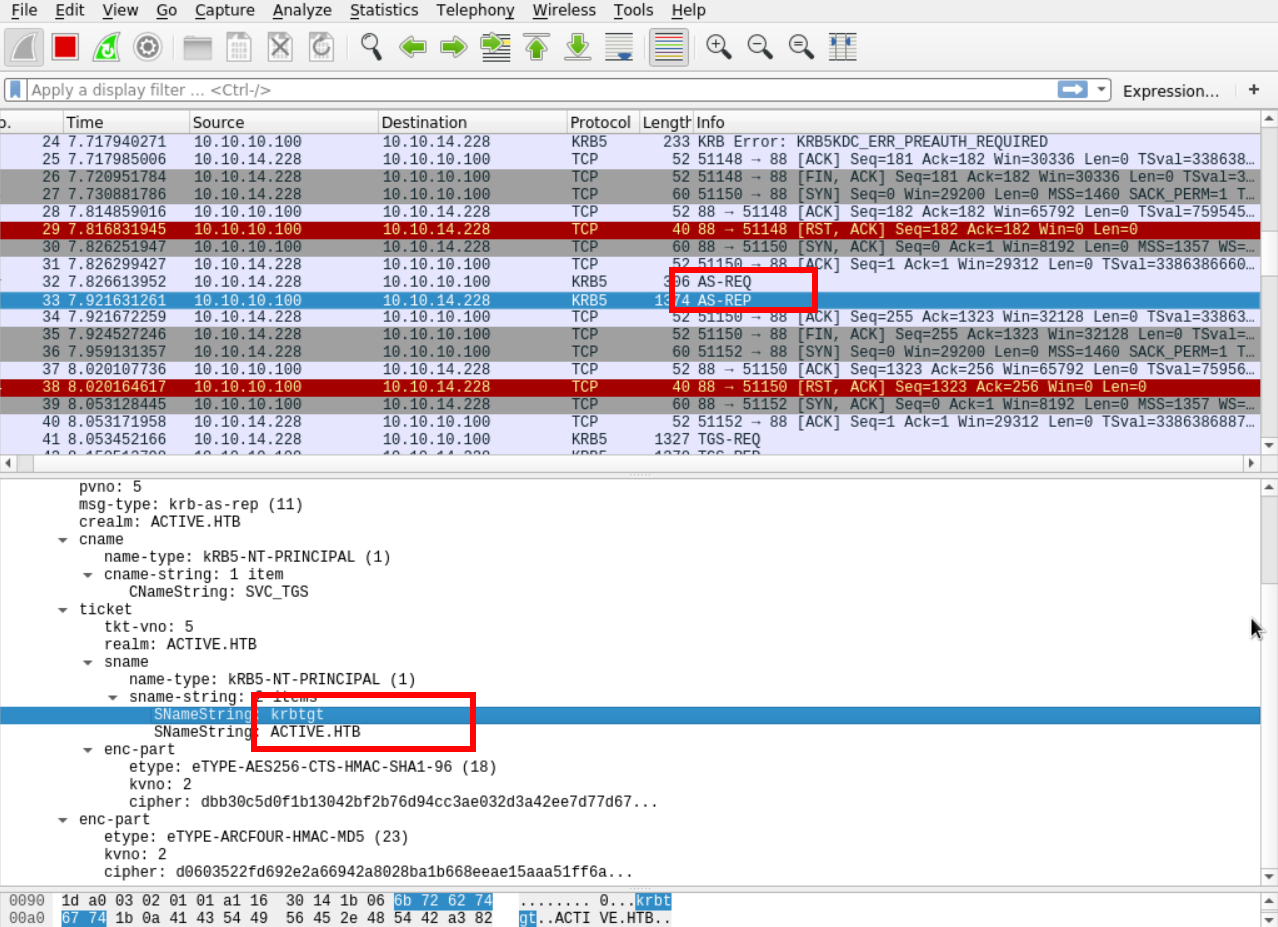 File Edit View Go Capture Analyze Statistics Telephony Wireless Tools Help
Apply a display filter ... <Ctrl-/> Expression... +
o. Time Source Destination Protocol Length Info
24 7.717940271 10.10.10.100 10.10.14.228 KRB5 233 KRB Error: KRB5KDC_ERR_PREAUTH_REQUIRED
25 7.717985006 10.10.14.228 10.10.10.100 TCP 52 51148 → 88 [ACK] Seq=181 Ack=182 Win=30336 Len=0 TSval=338638...
26 7.720951784 10.10.14.228 10.10.10.100 TCP 52 51148 → 88 [FIN, ACK] Seq=181 Ack=182 Win=30336 Len=0 TSval=3...
27 7.730881786 10.10.14.228 10.10.10.100 TCP 60 51150 → 88 [SYN] Seq=0 Win=29200 Len=0 MSS=1460 SACK_PERM=1 T...
28 7.814859016 10.10.10.100 10.10.14.228 TCP 52 88 → 51148 [ACK] Seq=182 Ack=182 Win=65792 Len=0 TSval=759545...
29 7.816831945 10.10.10.100 10.10.14.228 TCP 40 88 → 51148 [RST, ACK] Seq=182 Ack=182 Win=0 Len=0
30 7.826251947 10.10.10.100 10.10.14.228 TCP 60 88 → 51150 [SYN, ACK] Seq=0 Ack=1 Win=8192 Len=0 MSS=1357 WS=...
31 7.826299427 10.10.14.228 10.10.10.100 TCP 52 51150 → 88 [ACK] Seq=1 Ack=1 Win=29312 Len=0 TSval=3386386660...
32 7.826613952 10.10.14.228 10.10.10.100 KRB5 306 AS-REQ
33 7.921631261 10.10.10.100 10.10.14.228 KRB5 1374 AS-REP
34 7.921672259 10.10.14.228 10.10.10.100 TCP 52 51150 → 88 [ACK] Seq=255 Ack=1323 Win=32128 Len=0 TSval=33863...
35 7.924527246 10.10.14.228 10.10.10.100 TCP 52 51150 → 88 [FIN, ACK] Seq=255 Ack=1323 Win=32128 Len=0 TSval=...
36 7.959131357 10.10.14.228 10.10.10.100 TCP 60 51152 → 88 [SYN] Seq=0 Win=29200 Len=0 MSS=1460 SACK_PERM=1 T...
37 8.020107736 10.10.10.100 10.10.14.228 TCP 52 88 → 51150 [ACK] Seq=1323 Ack=256 Win=65792 Len=0 TSval=75956...
38 8.020164617 10.10.10.100 10.10.14.228 TCP 40 88 → 51150 [RST, ACK] Seq=1323 Ack=256 Win=0 Len=0
39 8.053128445 10.10.10.100 10.10.14.228 TCP 60 88 → 51152 [SYN, ACK] Seq=0 Ack=1 Win=8192 Len=0 MSS=1357 WS=...
40 8.053171958 10.10.14.228 10.10.10.100 TCP 52 51152 → 88 [ACK] Seq=1 Ack=1 Win=29312 Len=0 TSval=3386386887...
41 8.053452166 10.10.14.228 10.10.10.100 KRB5 1327 TGS-REQ
pvno: 5
msg-type: krb-as-rep (11)
crealm: ACTIVE.HTB
cname
name-type: kRB5-NT-PRINCIPAL (1)
cname-string: 1 item
CNameString: SVC_TGS
ticket
tkt-vno: 5
realm: ACTIVE.HTB
sname
name-type: kRB5-NT-PRINCIPAL (1)
sname-string: 2 items
SNameString: krbtgt
SNameString: ACTIVE.HTB
enc-part
etype: eTYPE-AES256-CTS-HMAC-SHA1-96 (18)
kvno: 2
cipher: dbb30c5d0f1b13042bf2b76d94cc3ae032d3a42ee7d77d67...
enc-part
etype: eTYPE-ARCFOUR-HMAC-MD5 (23)
kvno: 2
cipher: d0603522fd692e2a66942a8028ba1b668eeae15aaa51ff6a...
0090 1d a0 03 02 01 01 a1 16 30 14 1b 06 6b 72 62 74 ........ 0...krbt
00a0 67 74 1b 0a 41 43 54 49 56 45 2e 48 54 42 a3 82 gt..ACTI VE.HTB..